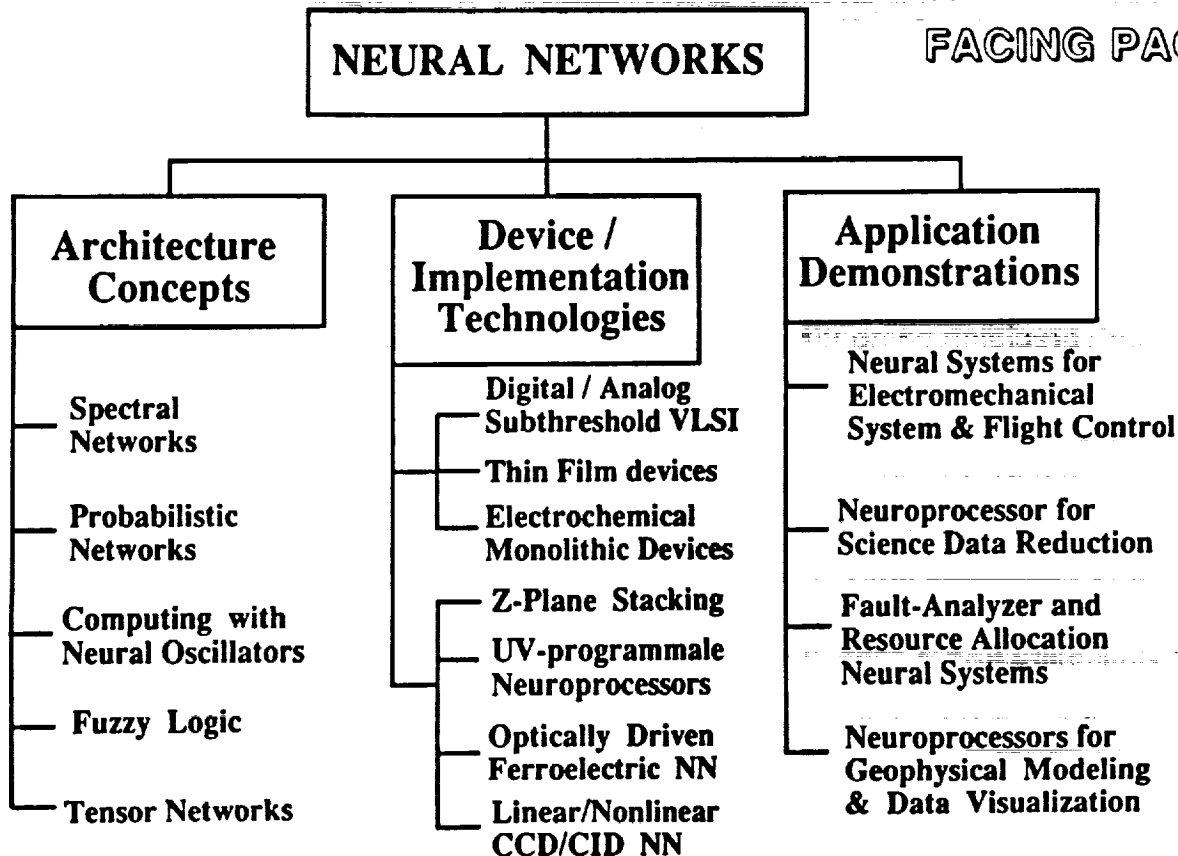 NEURAL NETWORKS
FACING PAG
Architecture
Concepts
Spectral
Networks
Probabilistic
Networks
Computing with
Neural Oscillators
Fuzzy Logic
Tensor Networks
Device /
Implementation
Technologies
Digital / Analog
Subthreshold VLSI
Thin Film devices
Electrochemical
Monolithic Devices
Z-Plane Stacking
UV-programmale
Neuroprocessors
Optically Driven
Ferroelectric NN
Linear/Nonlinear
CCD/CID NN
Application
Demonstrations
Neural Systems for
Electromechanical
System & Flight Control
Neuroprocessor for
Science Data Reduction
Fault-Analyzer and
Resource Allocation
Neural Systems
Neuroprocessors for
Geophysical Modeling
& Data Visualization